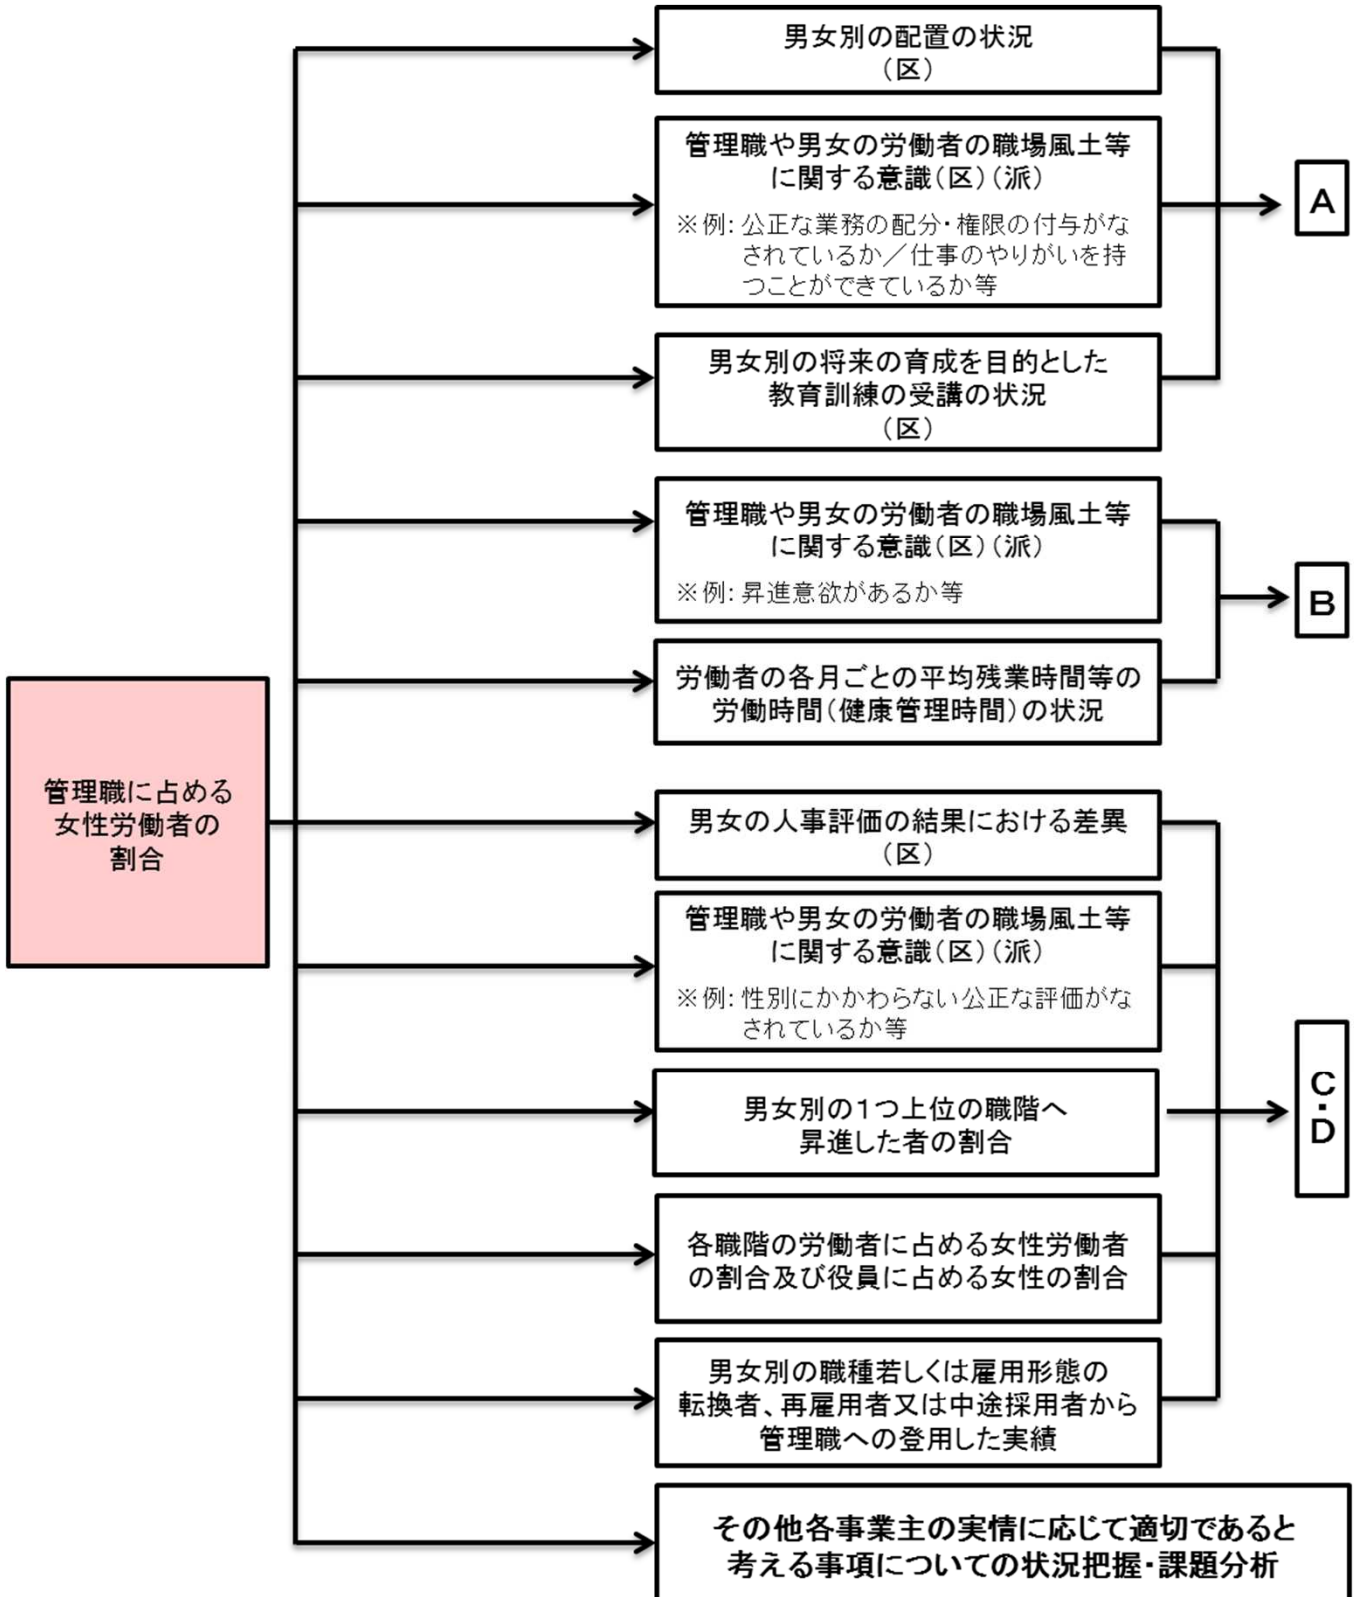 男女別の配置の状況
（区）
管理職や男女の労働者の職場風土等
に関する意識（区）（派）
※例：公正な業務の配分・権限の付与がな
されているか／仕事のやりがいを持
つことができているか等
A
男女別の将来の育成を目的とした
教育訓練の受講の状況
（区）
管理職や男女の労働者の職場風土等
に関する意識（区）（派）
※例：昇進意欲があるか等
B
労働者の各月ごとの平均残業時間等の
労働時間（健康管理時間）の状況
管理職に占める
女性労働者の
割合
男女の人事評価の結果における差異
（区）
管理職や男女の労働者の職場風土等
に関する意識（区）（派）
※例：性別にかかわらない公正な評価がな
されているか等
男女別の１つ上位の職階へ
昇進した者の割合
C・D
各職階の労働者に占める女性労働者
の割合及び役員に占める女性の割合
男女別の職種若しくは雇用形態の
転換者、再雇用者又は中途採用者から
管理職への登用した実績
その他各事業主の実情に応じて適切であると
考える事項についての状況把握・課題分析